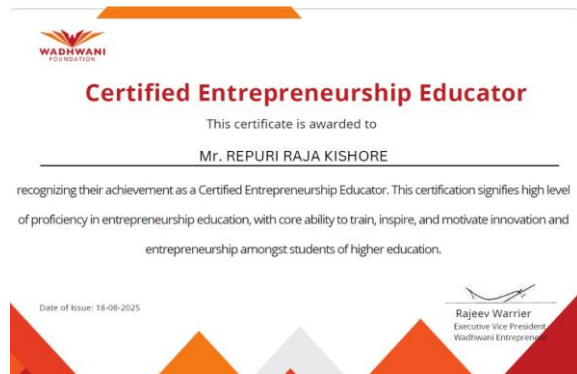 WADHWANI
FOUNDATION
Certified Entrepreneurship Educator
This certificate is awarded to
Mr. REPURI RAJA KISHORE
recognizing their achievement as a Certified Entrepreneurship Educator. This certification signifies high level
of proficiency in entrepreneurship education, with core ability to train, inspire, and motivate innovation and
entrepreneurship amongst students of higher education.
Date of Issue: 18-08-2025
Rajeev Warrier
Executive Vice President
Wadhwani Entrepreneur